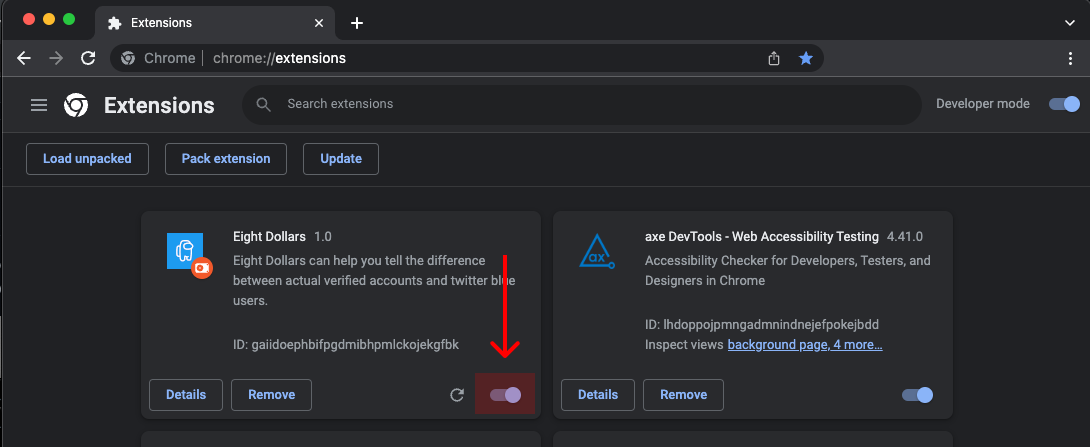 Extensions
Chrome | chrome://extensions
Extensions
Search extensions
Developer mode
Load unpacked
Pack extension
Update
Eight Dollars 1.0
Eight Dollars can help you tell the difference
between actual verified accounts and twitter blue
users.
ID: gaiidoephbifpgdmibhpmlckojekgfbk
Details
Remove
ax
axe DevTools - Web Accessibility Testing 4.41.0
Accessibility Checker for Developers, Testers, and
Designers in Chrome
ID: lhdoppojpmngadmnindnejefpokejbdd
Inspect views background page, 4 more...
Details
Remove